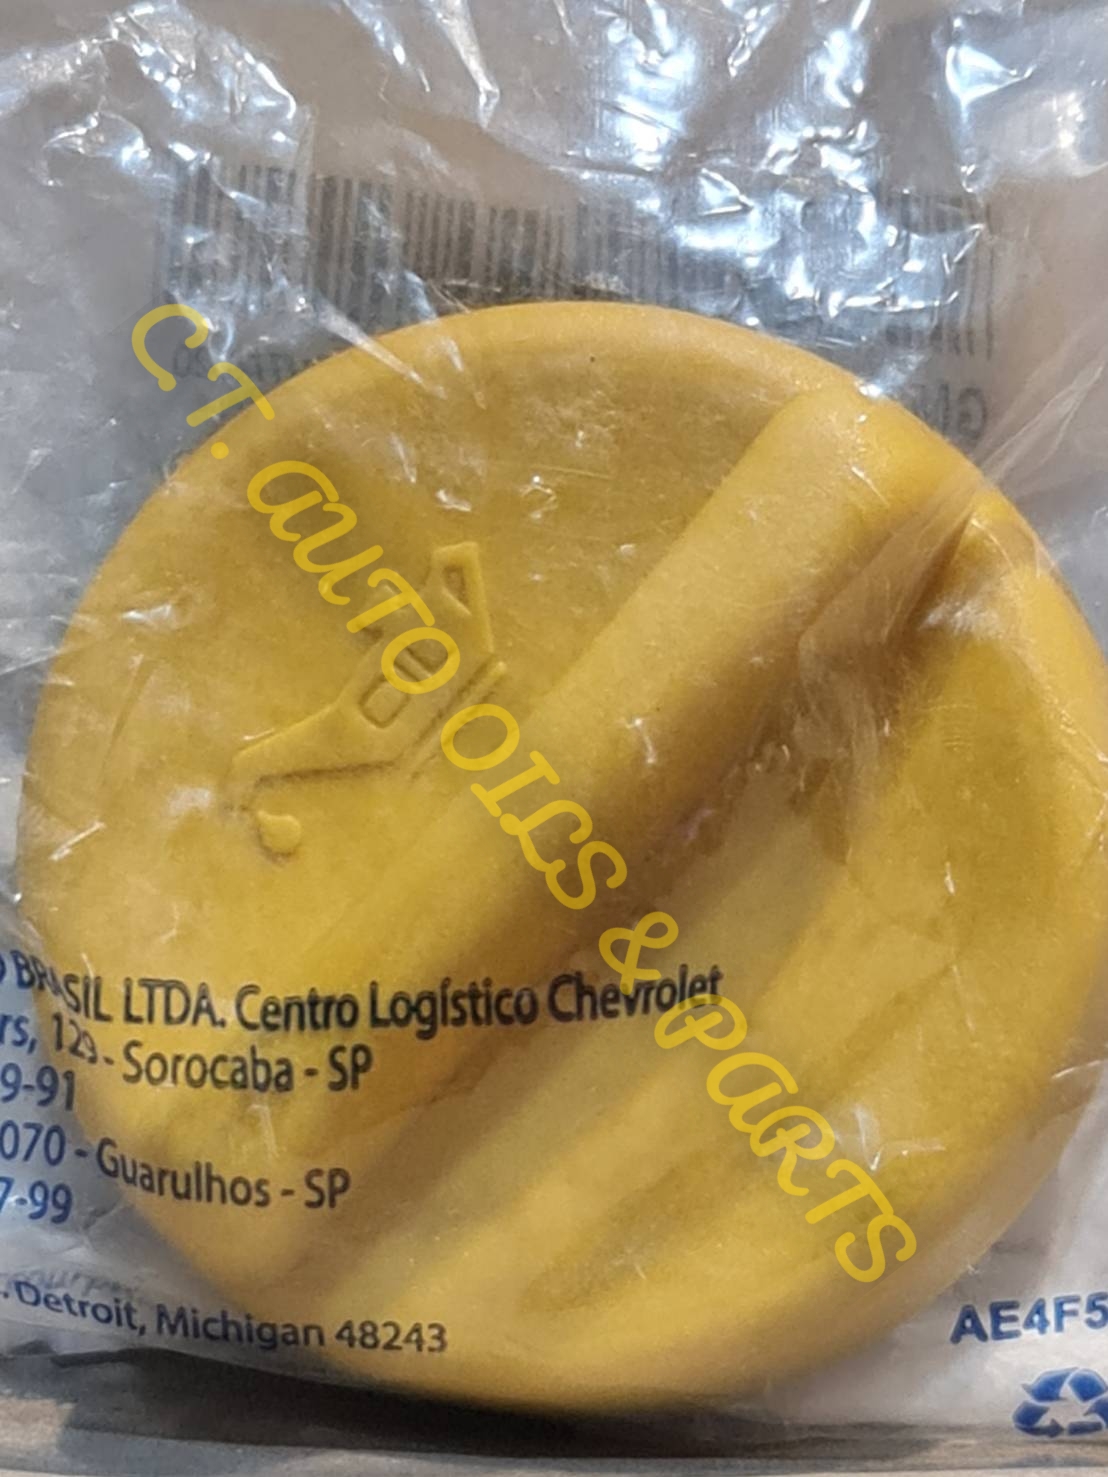 C.T. AUTO OILS & PARTS
BRASIL LTDA. Centro Logístico Chevrolet
rs, 129 - Sorocaba - SP
9-91
070 - Guarulhos - SP
7-99
. Detroit, Michigan 48243
AE4F5